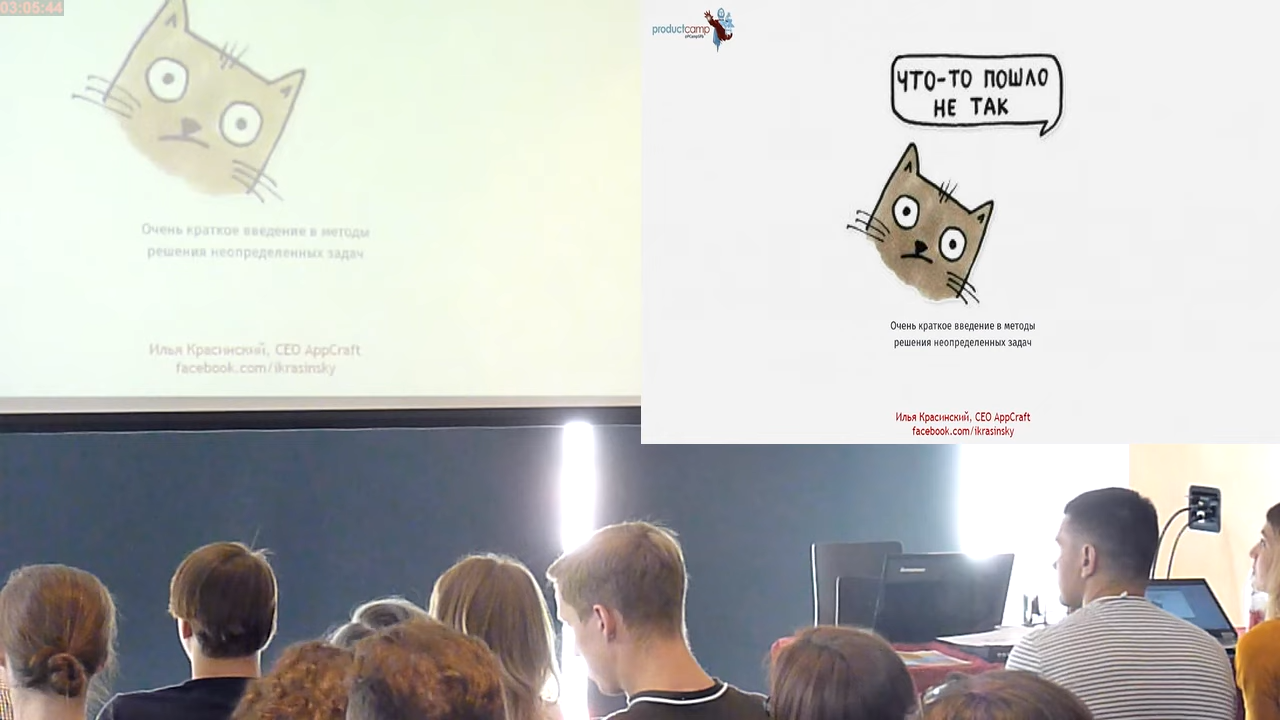 03:05:44
Очень краткое введение в методы
решения неопределенных задач
Илья Красинский, CEO AppCraft
facebook.com/ikrasinsky
productcamp
ЧТО-ТО ПОШЛО
НЕ ТАК
Очень краткое введение в методы
решения неопределенных задач
Илья Красинский, CEO AppCraft
facebook.com/ikrasinsky